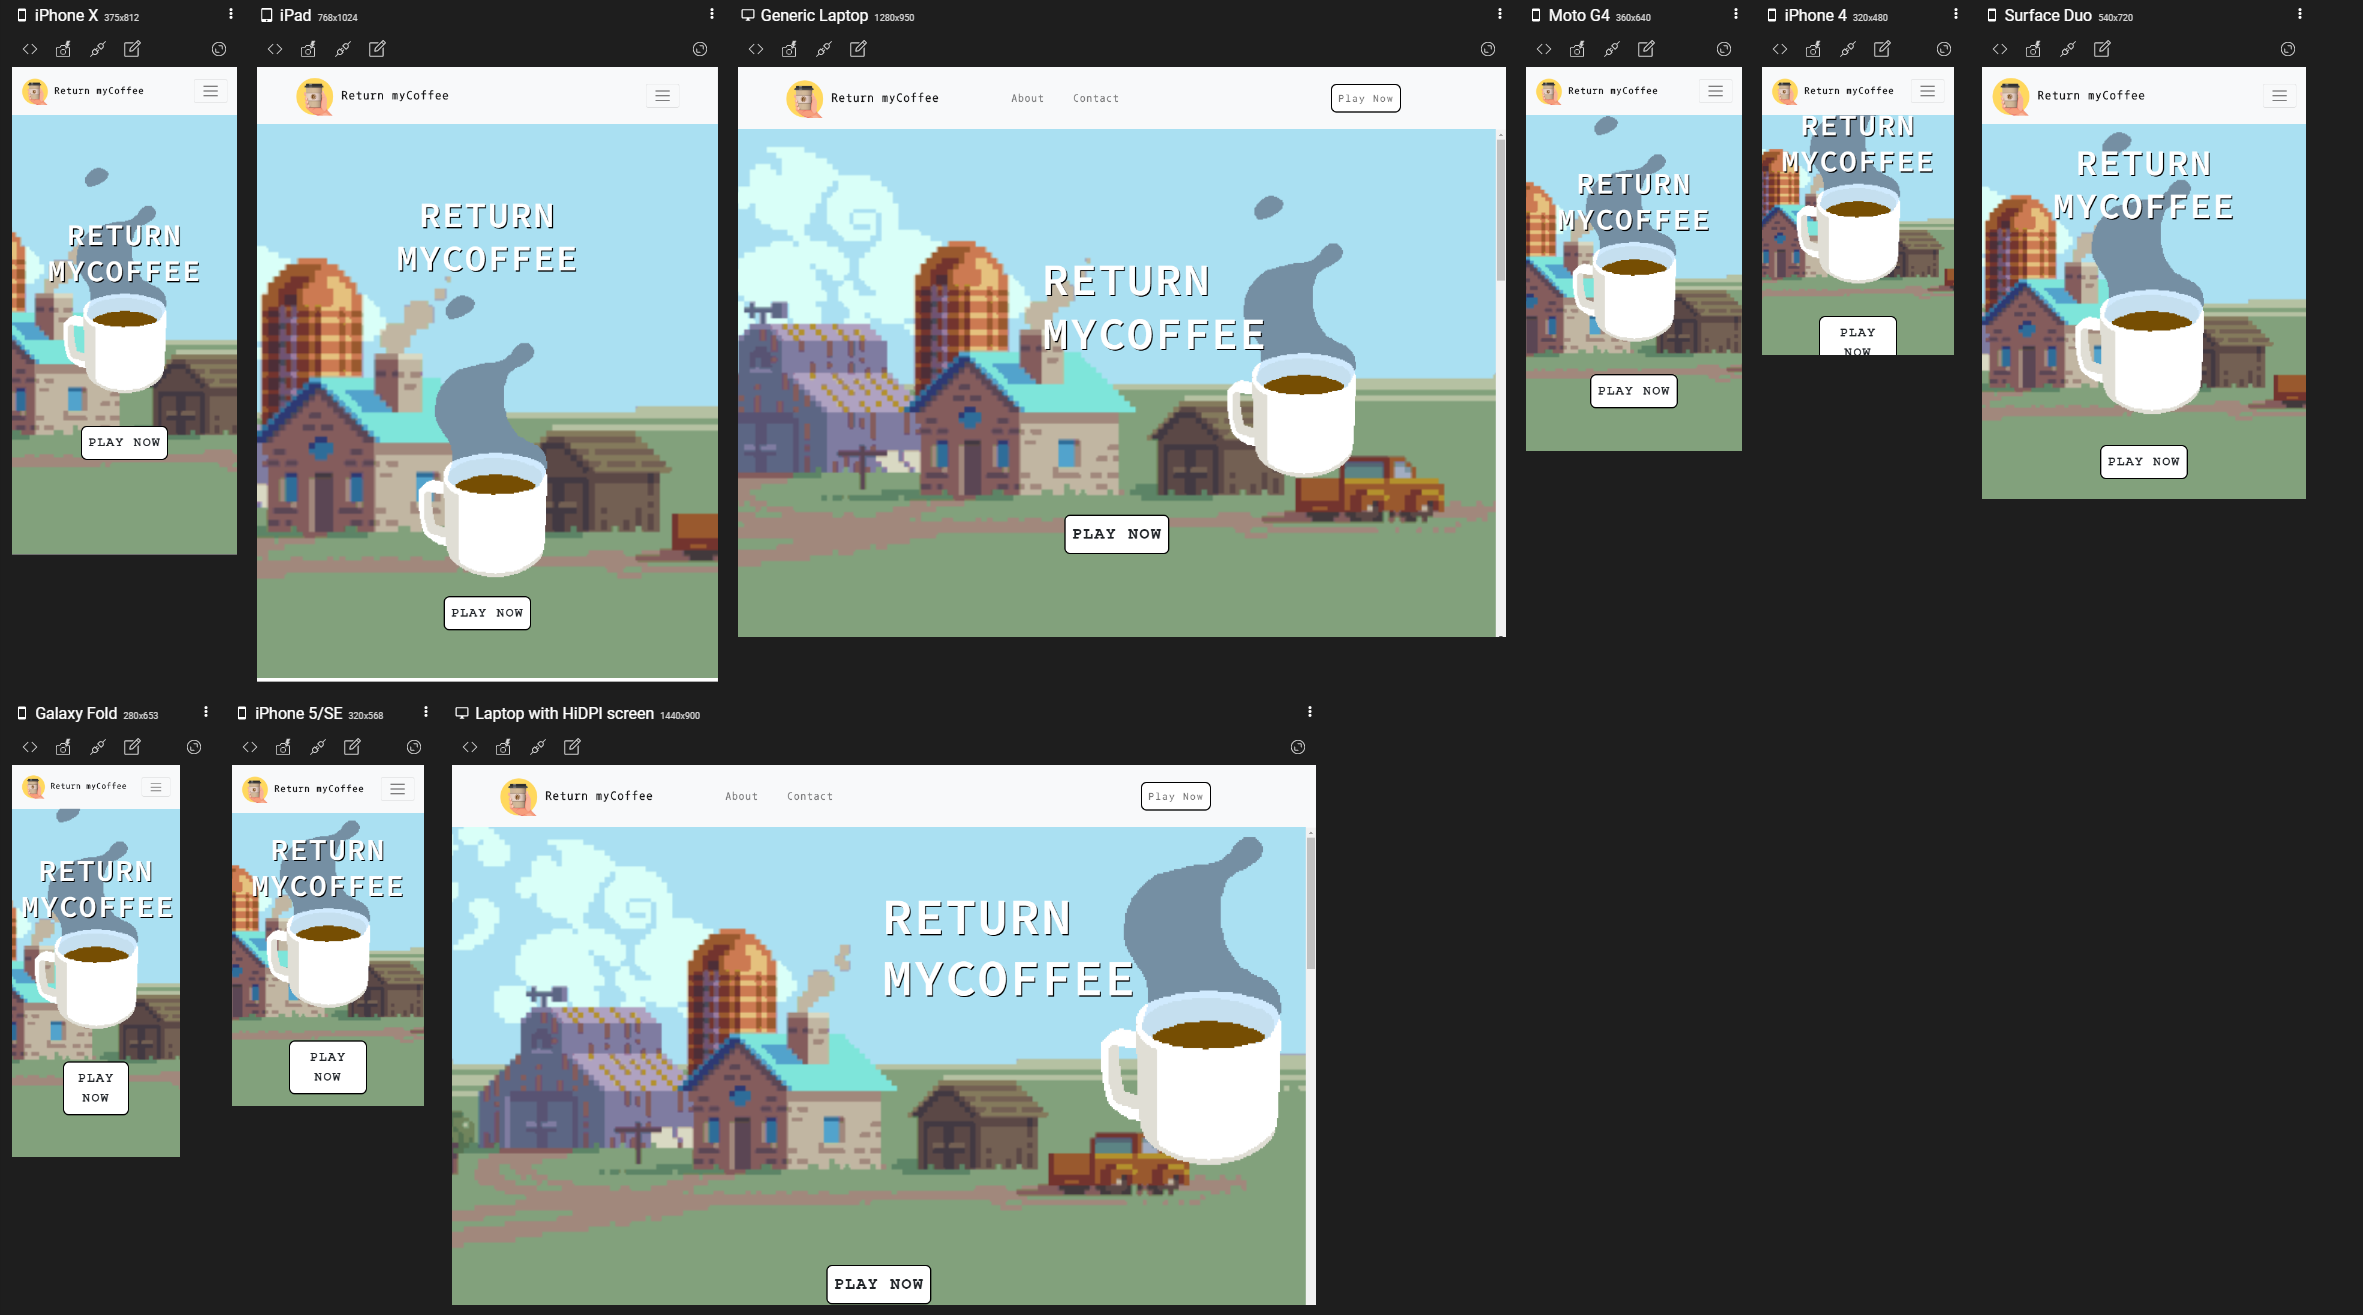 iPhone X 375x812
Return myCoffee
RETURN
MYCOFFEE
PLAY NOW
iPad 768x1024
Return myCoffee
RETURN
MYCOFFEE
PLAY NOW
Generic Laptop 1280x950
Return myCoffee About Contact Play Now
RETURN
MYCOFFEE
PLAY NOW
Moto G4 360x640
Return myCoffee
RETURN
MYCOFFEE
PLAY NOW
iPhone 4 320x480
Return myCoffee
RETURN
MYCOFFEE
PLAY
NOW
Surface Duo 540x720
Return myCoffee
RETURN
MYCOFFEE
PLAY NOW
Galaxy Fold 280x653
Return myCoffee
RETURN
MYCOFFEE
PLAY
NOW
iPhone 5/SE 320x568
Return myCoffee
RETURN
MYCOFFEE
PLAY
NOW
Laptop with HiDPI screen 1440x900
Return myCoffee About Contact Play Now
RETURN
MYCOFFEE
PLAY NOW